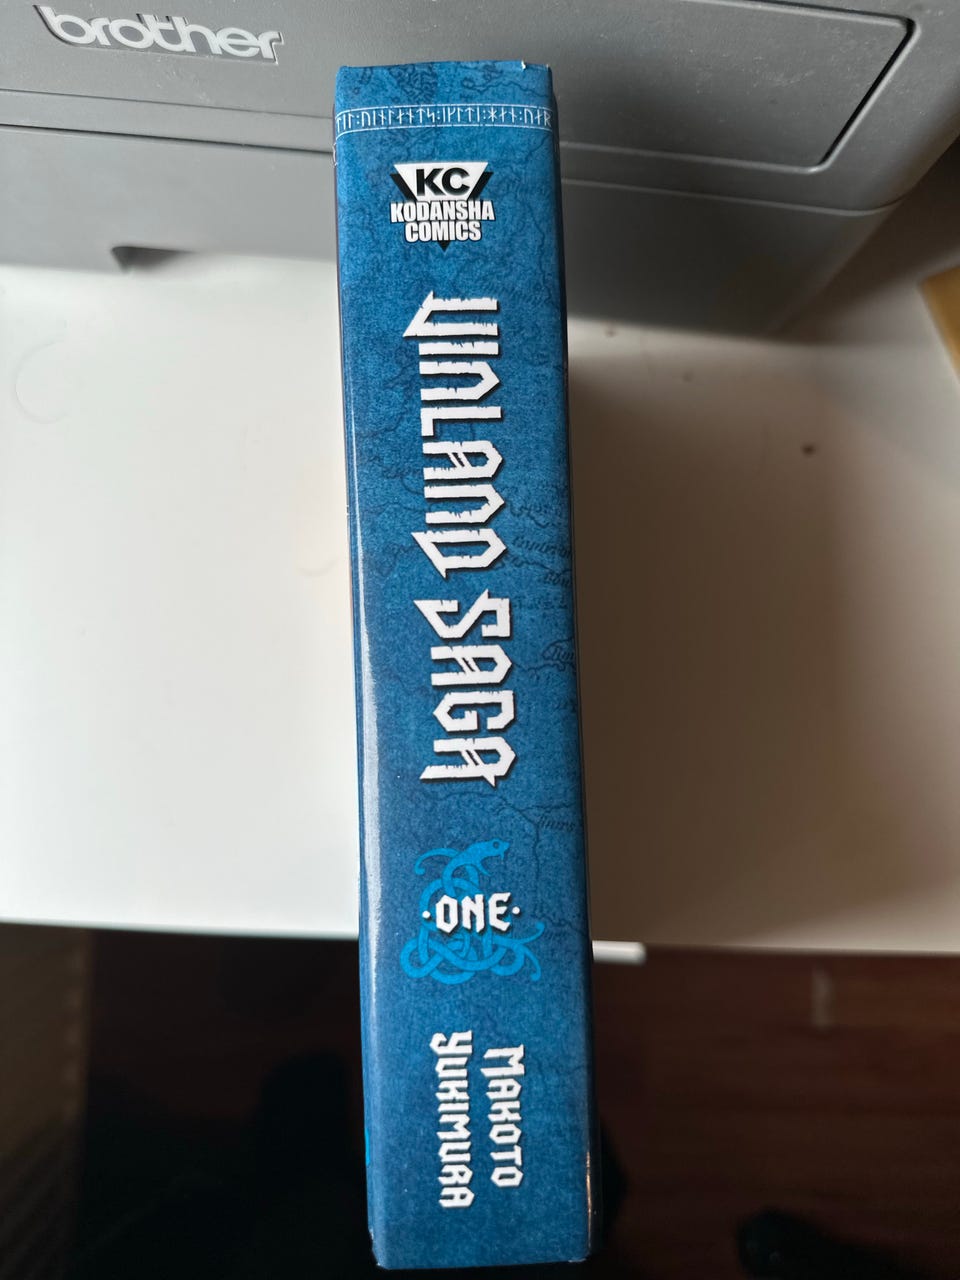 brother
KC
KODANSHA
COMICS
VINLAND SAGA
·ONE·
MAKOTO
YUKIMURA